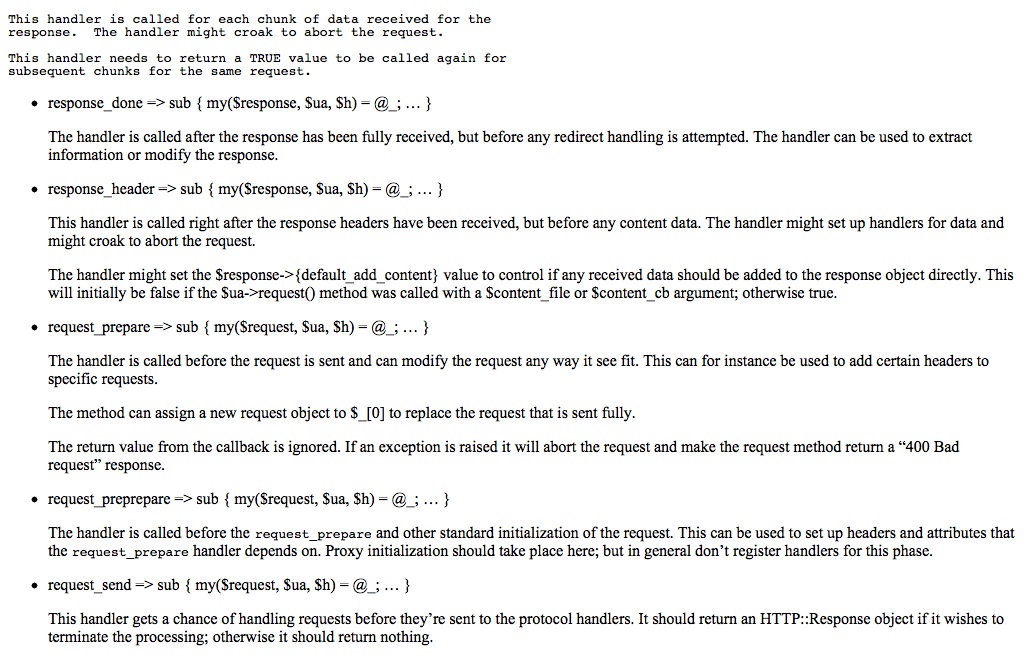 This handler is called for each chunk of data received for the
response.  The handler might croak to abort the request.
This handler needs to return a TRUE value to be called again for
subsequent chunks for the same request.
• response_done => sub { my($response, $ua, $h) = @_; ... }
The handler is called after the response has been fully received, but before any redirect handling is attempted. The handler can be used to extract
information or modify the response.
• response_header => sub { my($response, $ua, $h) = @_; ... }
This handler is called right after the response headers have been received, but before any content data. The handler might set up handlers for data and
might croak to abort the request.
The handler might set the $response->{default_add_content} value to control if any received data should be added to the response object directly. This
will initially be false if the $ua->request() method was called with a $content_file or $content_cb argument; otherwise true.
• request_prepare => sub { my($request, $ua, $h) = @_; ... }
The handler is called before the request is sent and can modify the request any way it see fit. This can for instance be used to add certain headers to
specific requests.
The method can assign a new request object to $_[0] to replace the request that is sent fully.
The return value from the callback is ignored. If an exception is raised it will abort the request and make the request method return a “400 Bad
request” response.
• request_preprepare => sub { my($request, $ua, $h) = @_; ... }
The handler is called before the request_prepare and other standard initialization of the request. This can be used to set up headers and attributes that
the request_prepare handler depends on. Proxy initialization should take place here; but in general don’t register handlers for this phase.
• request_send => sub { my($request, $ua, $h) = @_; ... }
This handler gets a chance of handling requests before they’re sent to the protocol handlers. It should return an HTTP::Response object if it wishes to
terminate the processing; otherwise it should return nothing.